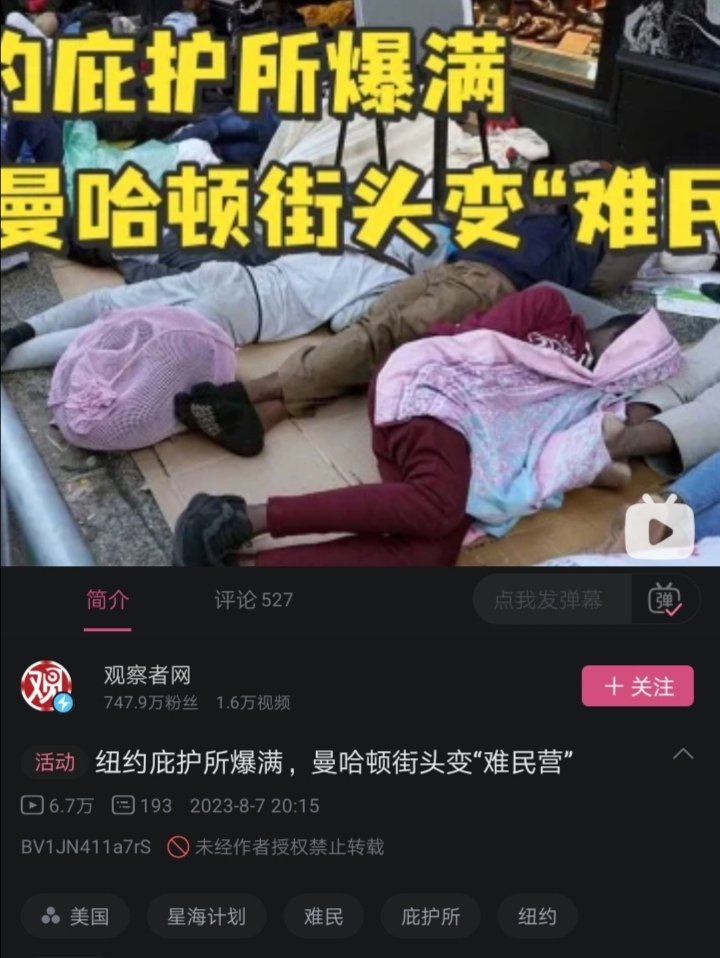 的庇护所爆满
曼哈顿街头变“难民
简介
评论 527
点我发弹幕
弹
观
观察者网
747.9万粉丝 1.6万视频
+ 关注
活动 纽约庇护所爆满，曼哈顿街头变“难民营”
6.7万 193 2023-8-7 20:15
BV1JN411a7rS 未经作者授权禁止转载
美国 星海计划 难民 庇护所 纽约